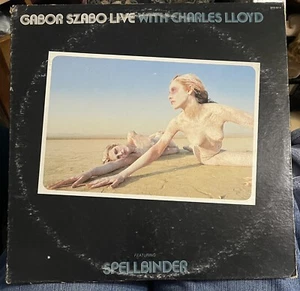 GABOR SZABO LIVE WITH CHARLES LLOYD
FEATURING
SPELLBINDER